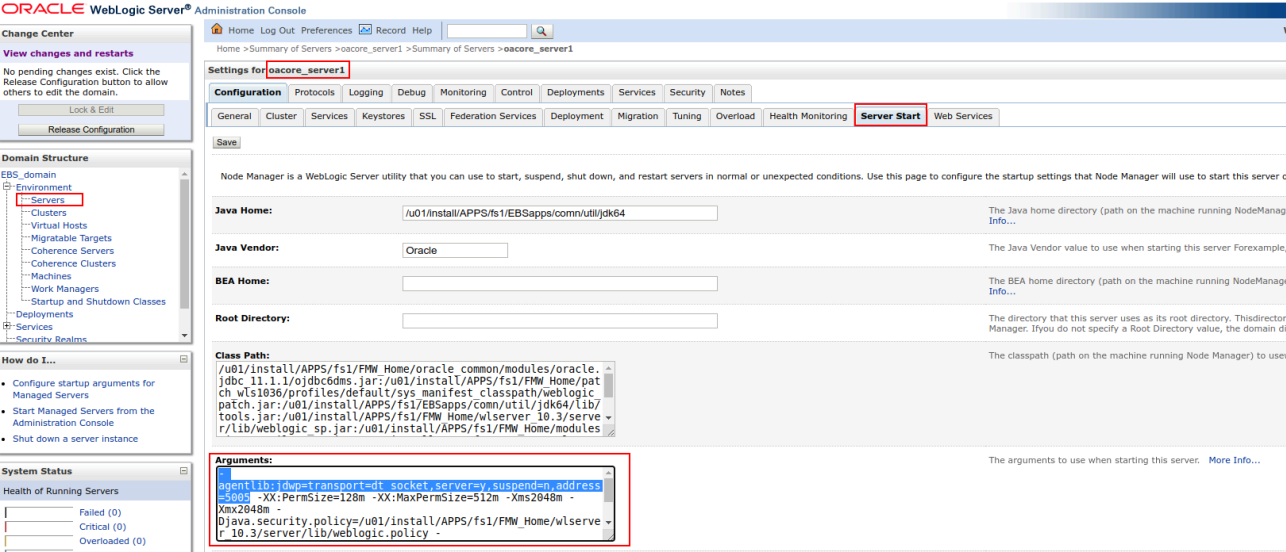 ORACLE WebLogic Server® Administration Console
Change Center
View changes and restarts
No pending changes exist. Click the
Release Configuration button to allow
others to edit the domain.
Lock & Edit
Release Configuration
Domain Structure
EBS_domain
Environment
Servers
Clusters
Virtual Hosts
Migratable Targets
Coherence Servers
Coherence Clusters
Machines
Work Managers
Startup and Shutdown Classes
Deployments
Services
Security Realms
How do I...
Configure startup arguments for
Managed Servers
Start Managed Servers from the
Administration Console
Shut down a server instance
System Status
Health of Running Servers
Failed (0)
Critical (0)
Overloaded (0)
Home Log Out Preferences Record Help
Home >Summary of Servers >oacore_server1 >Summary of Servers >oacore_server1
Settings for oacore_server1
Configuration Protocols Logging Debug Monitoring Control Deployments Services Security Notes
General Cluster Services Keystores SSL Federation Services Deployment Migration Tuning Overload Health Monitoring Server Start Web Services
Save
Node Manager is a WebLogic Server utility that you can use to start, suspend, shut down, and restart servers in normal or unexpected conditions. Use this page to configure the startup settings that Node Manager will use to start this server
Java Home: /u01/install/APPS/fs1/EBSapps/comn/util/jdk64
The Java home directory (path on the machine running NodeManag
Info...
Java Vendor: Oracle
The Java Vendor value to use when starting this server Forexample,
BEA Home:
The BEA home directory (path on the machine running NodeManage
Info...
Root Directory:
The directory that this server uses as its root directory. Thisdirector
Manager. Ifyou do not specify a Root Directory value, the domain di
Class Path:
The classpath (path on the machine running Node Manager) to use
/u01/install/APPS/fs1/FMW_Home/oracle_common/modules/oracle.
jdbc_11.1.1/ojdbc6dms.jar:/u01/install/APPS/fs1/FMW_Home/pat
ch_wls1036/profiles/default/sys_manifest_classpath/weblogic_
patch.jar:/u01/install/APPS/fs1/EBSapps/comn/util/jdk64/lib/
tools.jar:/u01/install/APPS/fs1/FMW_Home/wlserver_10.3/serve
r/lib/weblogic_sp.jar:/u01/install/APPS/fs1/FMW_Home/modules
Arguments:
The arguments to use when starting this server. More Info...
-
agentlib:jdwp=transport=dt_socket,server=y,suspend=n,address
=5005 -XX:PermSize=128m -XX:MaxPermSize=512m -Xms2048m -
Xmx2048m -
Djava.security.policy=/u01/install/APPS/fs1/FMW_Home/wlserve
r_10.3/server/lib/weblogic.policy -